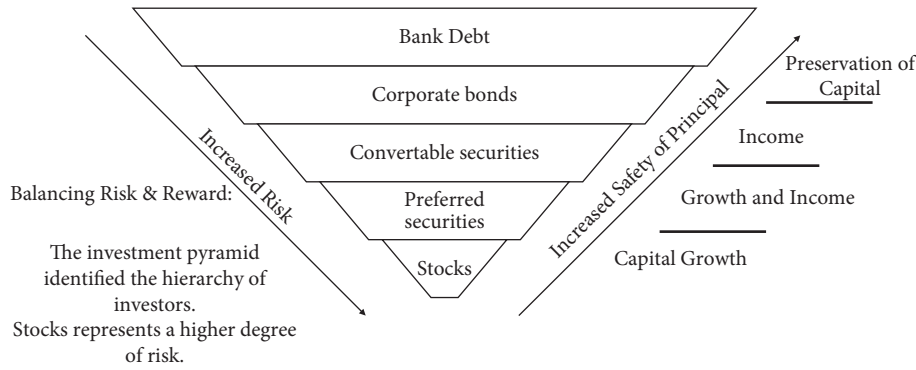 Bank Debt
Corporate bonds
Convertable securities
Preferred
securities
Stocks
Increased Risk
Increased Safety of Principal
Preservation of
Capital
Income
Growth and Income
Capital Growth
Balancing Risk & Reward:
The investment pyramid
identified the hierarchy of
investors.
Stocks represents a higher degree
of risk.